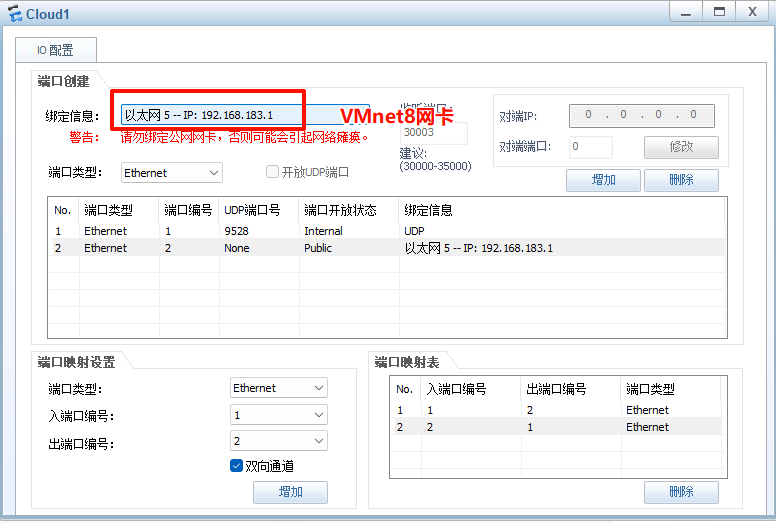 Cloud1
IO 配置
端口创建
绑定信息: 以太网 5 -- IP: 192.168.183.1
VMnet8网卡
监听端口:
30003
警告: 请勿绑定公网网卡，否则可能会引起网络瘫痪。
建议:
(30000-35000)
端口类型: Ethernet 开放UDP端口
对端IP: 0 . 0 . 0 . 0
对端端口: 0 修改
增加 删除
No. 端口类型 端口编号 UDP端口号 端口开放状态 绑定信息
1 Ethernet 1 9528 Internal UDP
2 Ethernet 2 None Public 以太网 5 -- IP: 192.168.183.1
端口映射设置
端口类型: Ethernet
入端口编号: 1
出端口编号: 2
双向通道
增加
端口映射表
No. 入端口编号 出端口编号 端口类型
1 1 2 Ethernet
2 2 1 Ethernet
删除